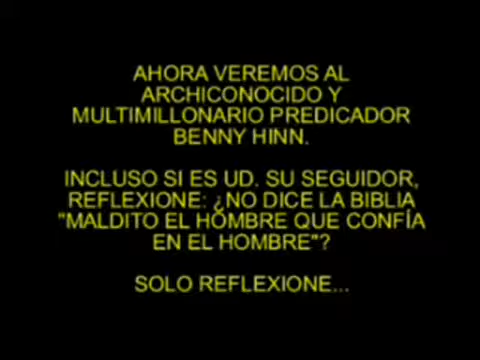 AHORA VEREMOS AL
ARCHICONOCIDO Y
MULTIMILLONARIO PREDICADOR
BENNY HINN.
INCLUSO SI ES UD. SU SEGUIDOR,
REFLEXIONE: ¿NO DICE LA BIBLIA
"MALDITO EL HOMBRE QUE CONFÍA
EN EL HOMBRE"?
SOLO REFLEXIONE...